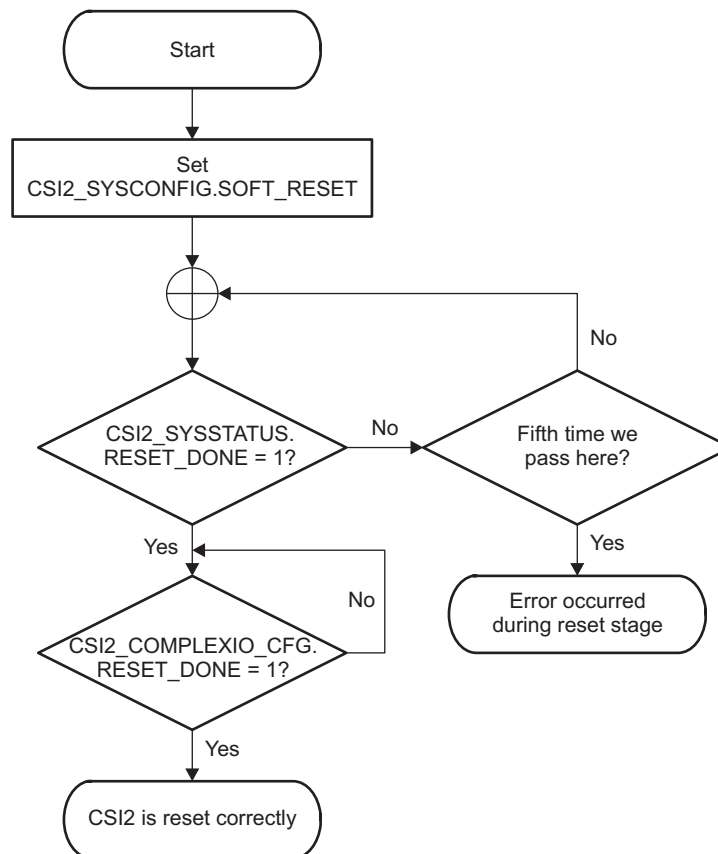 Start
Set
CSI2_SYSCONFIG.SOFT_RESET
No
CSI2_SYSSTATUS.
RESET_DONE = 1?
No
Fifth time we
pass here?
Yes
Yes
No
Error occurred
during reset stage
CSI2_COMPLEXIO_CFG.
RESET_DONE = 1?
Yes
CSI2 is reset correctly